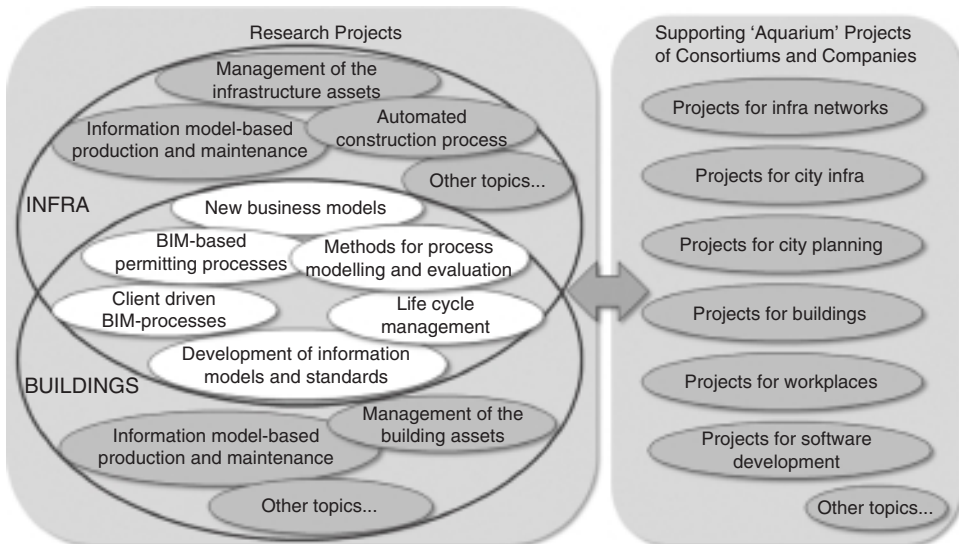 Research Projects
Management of the
infrastructure assets
Information model-based
production and maintenance
Automated
construction process
Other topics...
INFRA
New business models
BIM-based
permitting processes
Methods for process
modelling and evaluation
Client driven
BIM-processes
Life cycle
management
Development of information
models and standards
BUILDINGS
Management of the
building assets
Information model-based
production and maintenance
Other topics...
Supporting ‘Aquarium’ Projects
of Consortiums and Companies
Projects for infra networks
Projects for city infra
Projects for city planning
Projects for buildings
Projects for workplaces
Projects for software
development
Other topics...